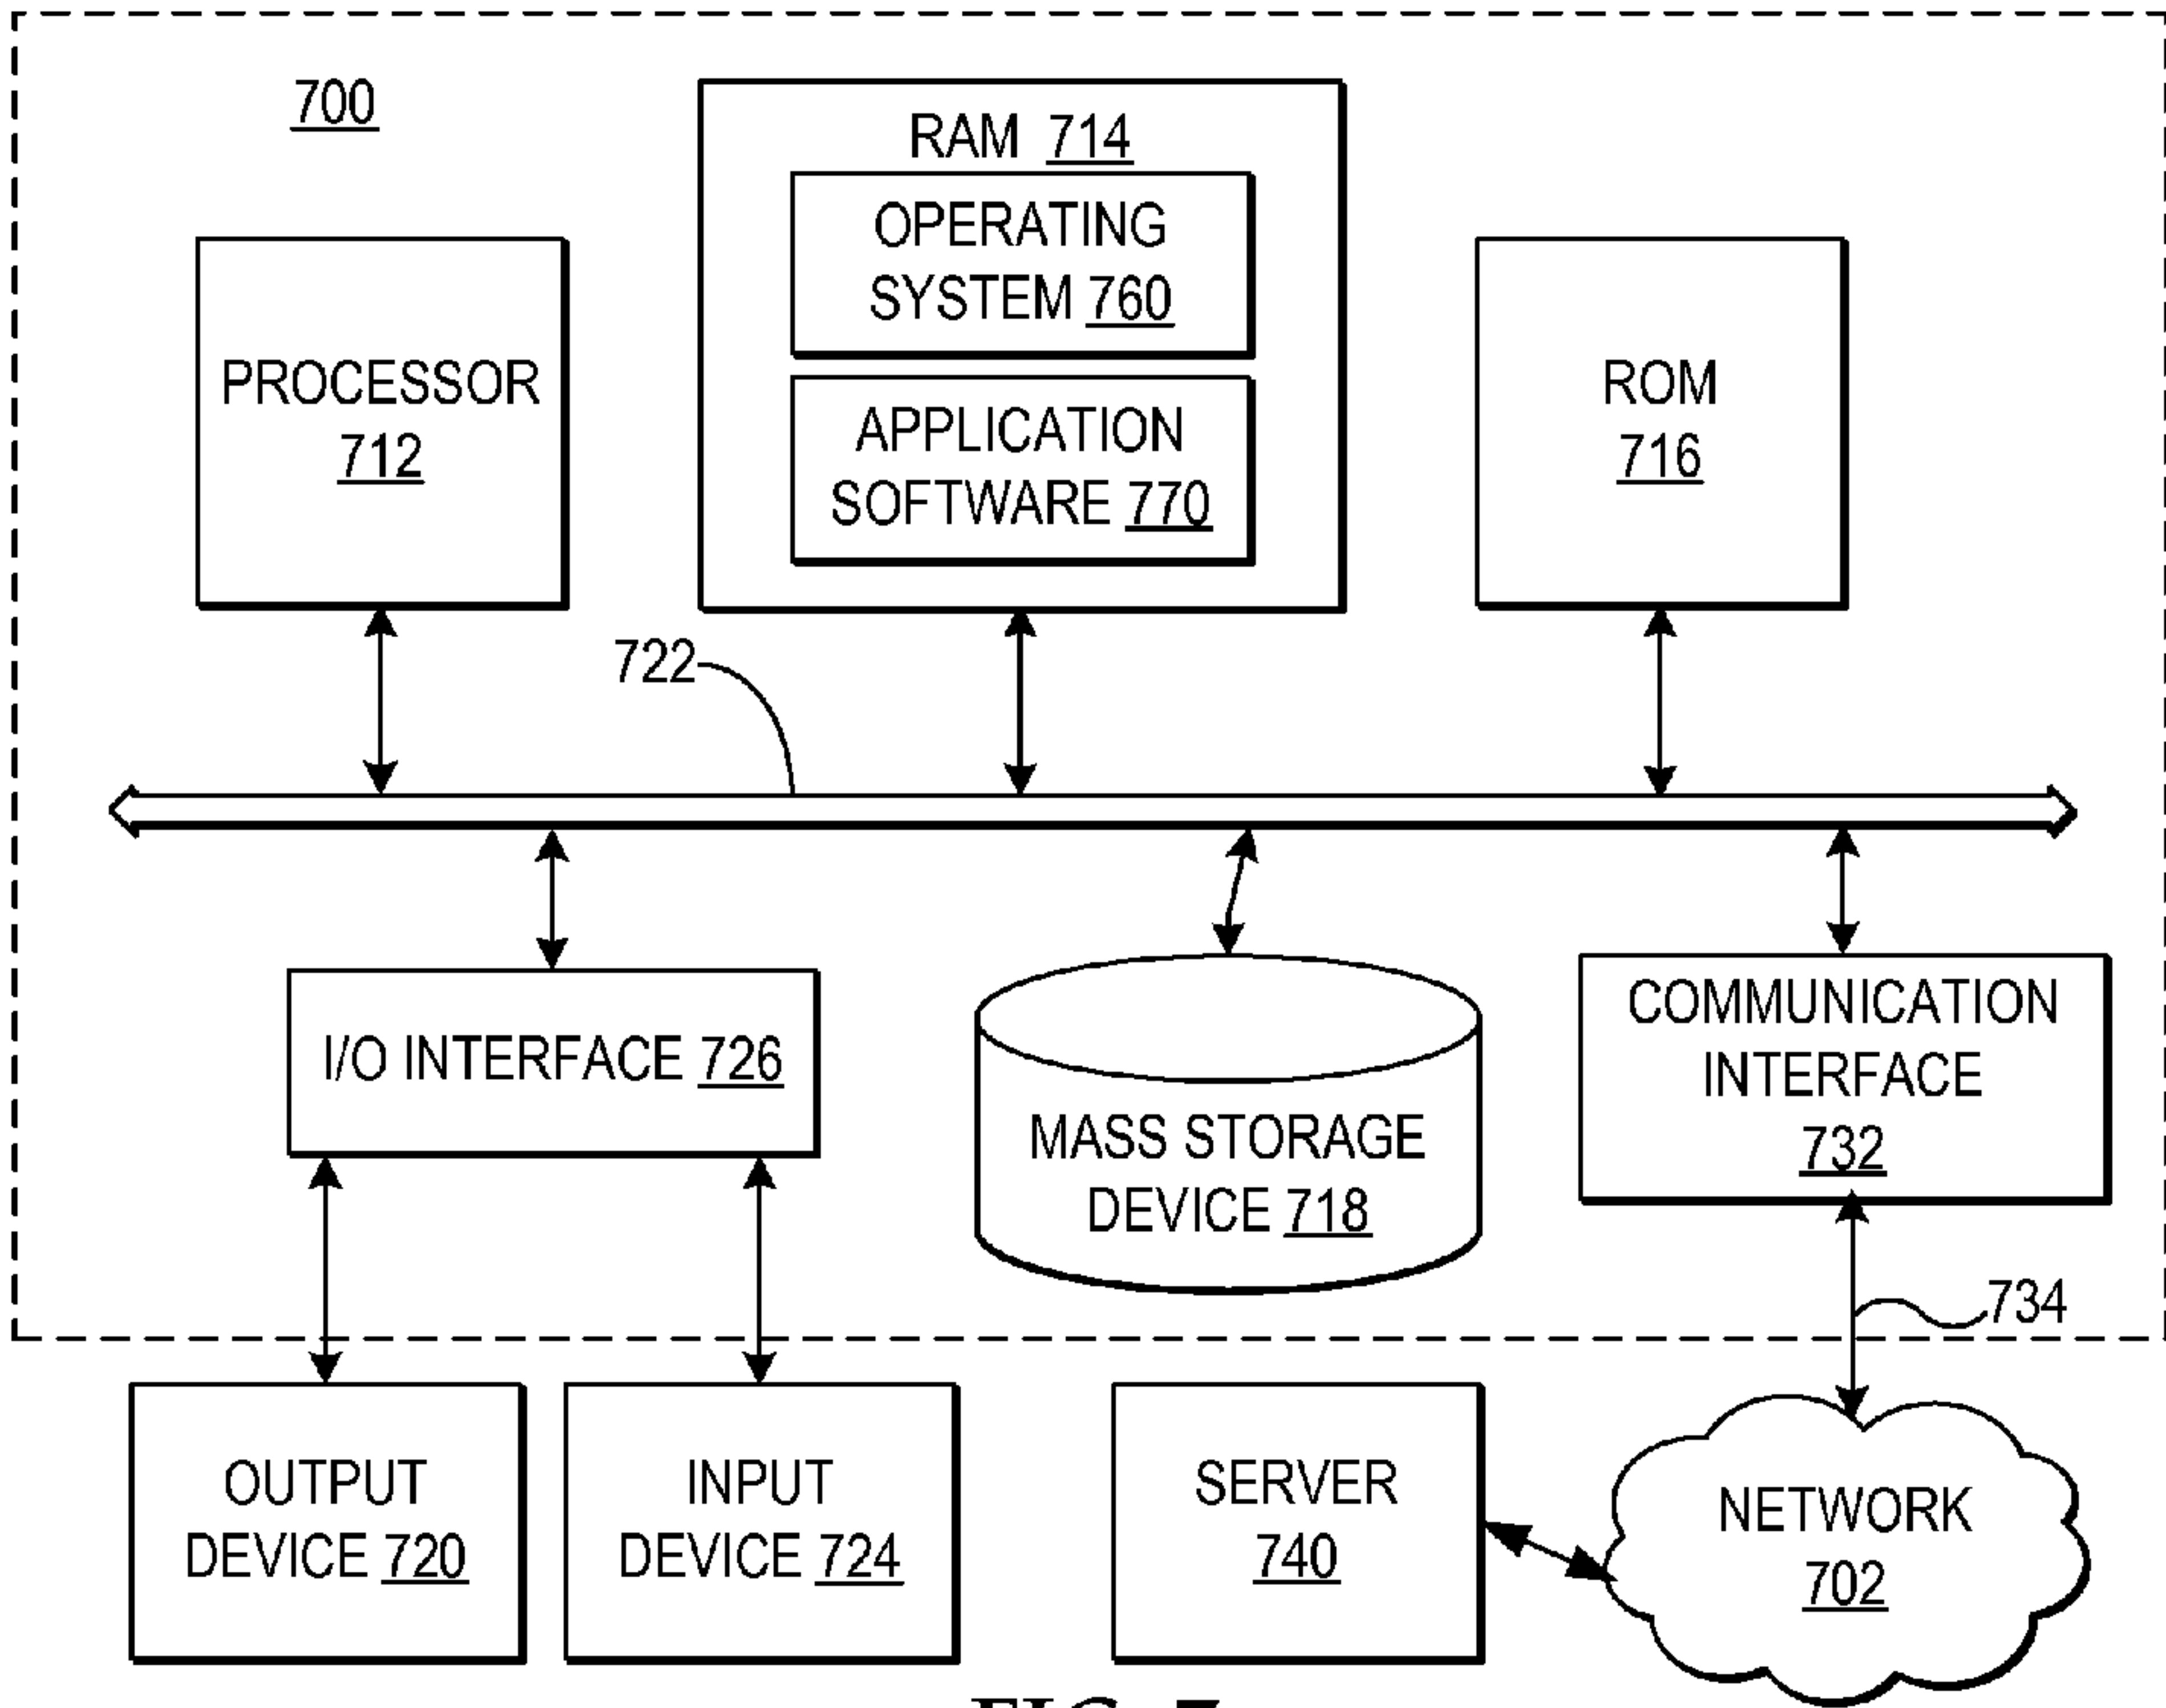 700
RAM 714
OPERATING
SYSTEM 760
APPLICATION
SOFTWARE 770
PROCESSOR
712
ROM
716
722
I/O INTERFACE 726
MASS STORAGE
DEVICE 718
COMMUNICATION
INTERFACE
732
734
OUTPUT
DEVICE 720
INPUT
DEVICE 724
SERVER
740
NETWORK
702